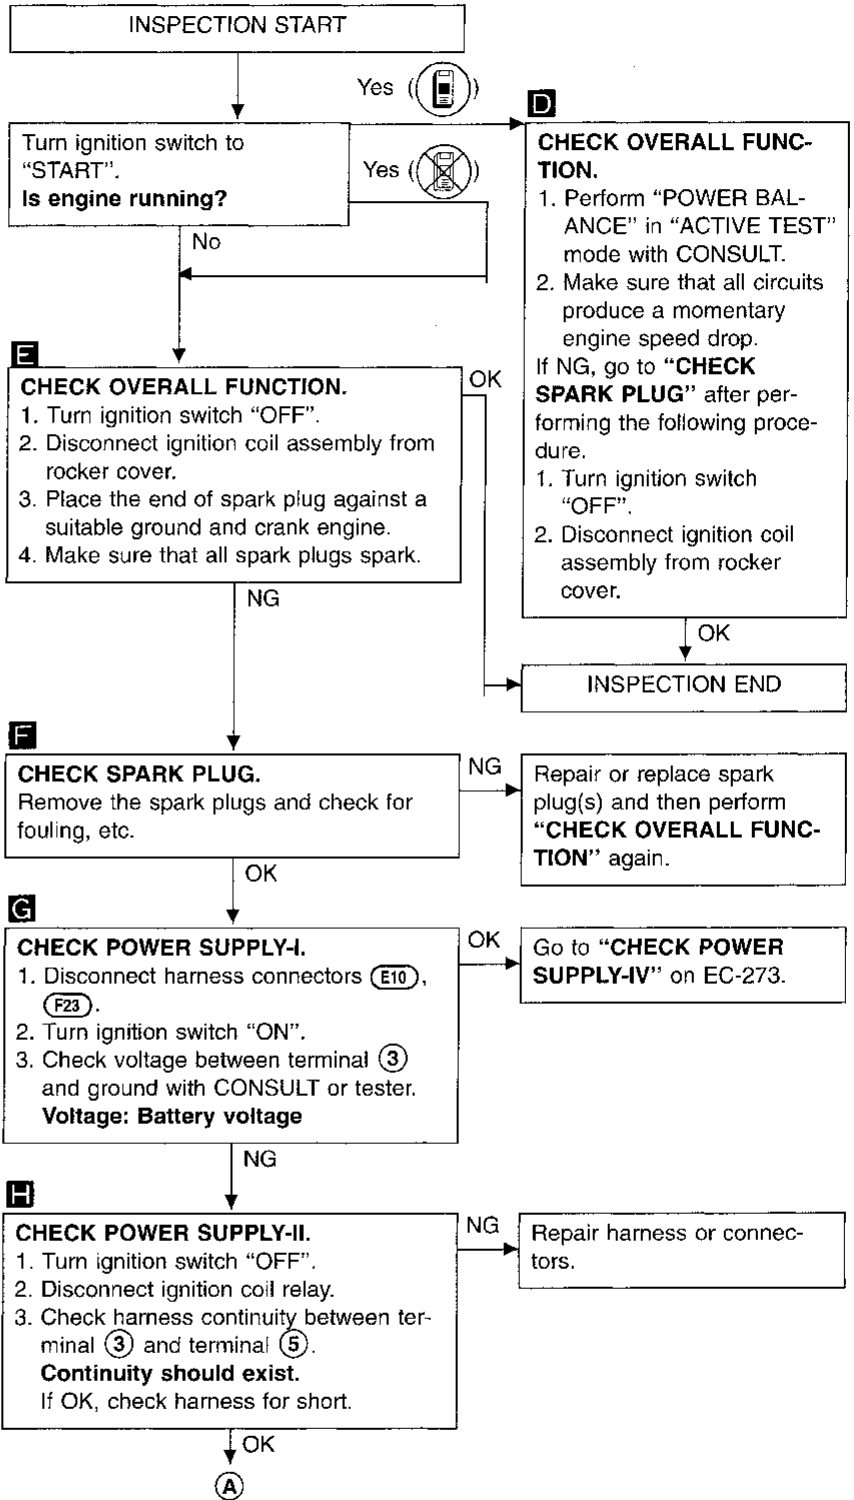 INSPECTION START
Yes
Turn ignition switch to
“START”.
Is engine running?
Yes
No
D
CHECK OVERALL FUNC-
TION.
1. Perform “POWER BAL-
ANCE” in “ACTIVE TEST”
mode with CONSULT.
2. Make sure that all circuits
produce a momentary
engine speed drop.
If NG, go to “CHECK
SPARK PLUG” after per-
forming the following proce-
dure.
1. Turn ignition switch
“OFF”.
2. Disconnect ignition coil
assembly from rocker
cover.
OK
INSPECTION END
E
CHECK OVERALL FUNCTION.
1. Turn ignition switch “OFF”.
2. Disconnect ignition coil assembly from
rocker cover.
3. Place the end of spark plug against a
suitable ground and crank engine.
4. Make sure that all spark plugs spark.
OK
NG
F
CHECK SPARK PLUG.
Remove the spark plugs and check for
fouling, etc.
NG
Repair or replace spark
plug(s) and then perform
“CHECK OVERALL FUNC-
TION” again.
OK
G
CHECK POWER SUPPLY-I.
1. Disconnect harness connectors E10,
F23.
2. Turn ignition switch “ON”.
3. Check voltage between terminal 3
and ground with CONSULT or tester.
Voltage: Battery voltage
OK
Go to “CHECK POWER
SUPPLY-IV” on EC-273.
NG
H
CHECK POWER SUPPLY-II.
1. Turn ignition switch “OFF”.
2. Disconnect ignition coil relay.
3. Check harness continuity between ter-
minal 3 and terminal 5.
Continuity should exist.
If OK, check harness for short.
NG
Repair harness or connec-
tors.
OK
A